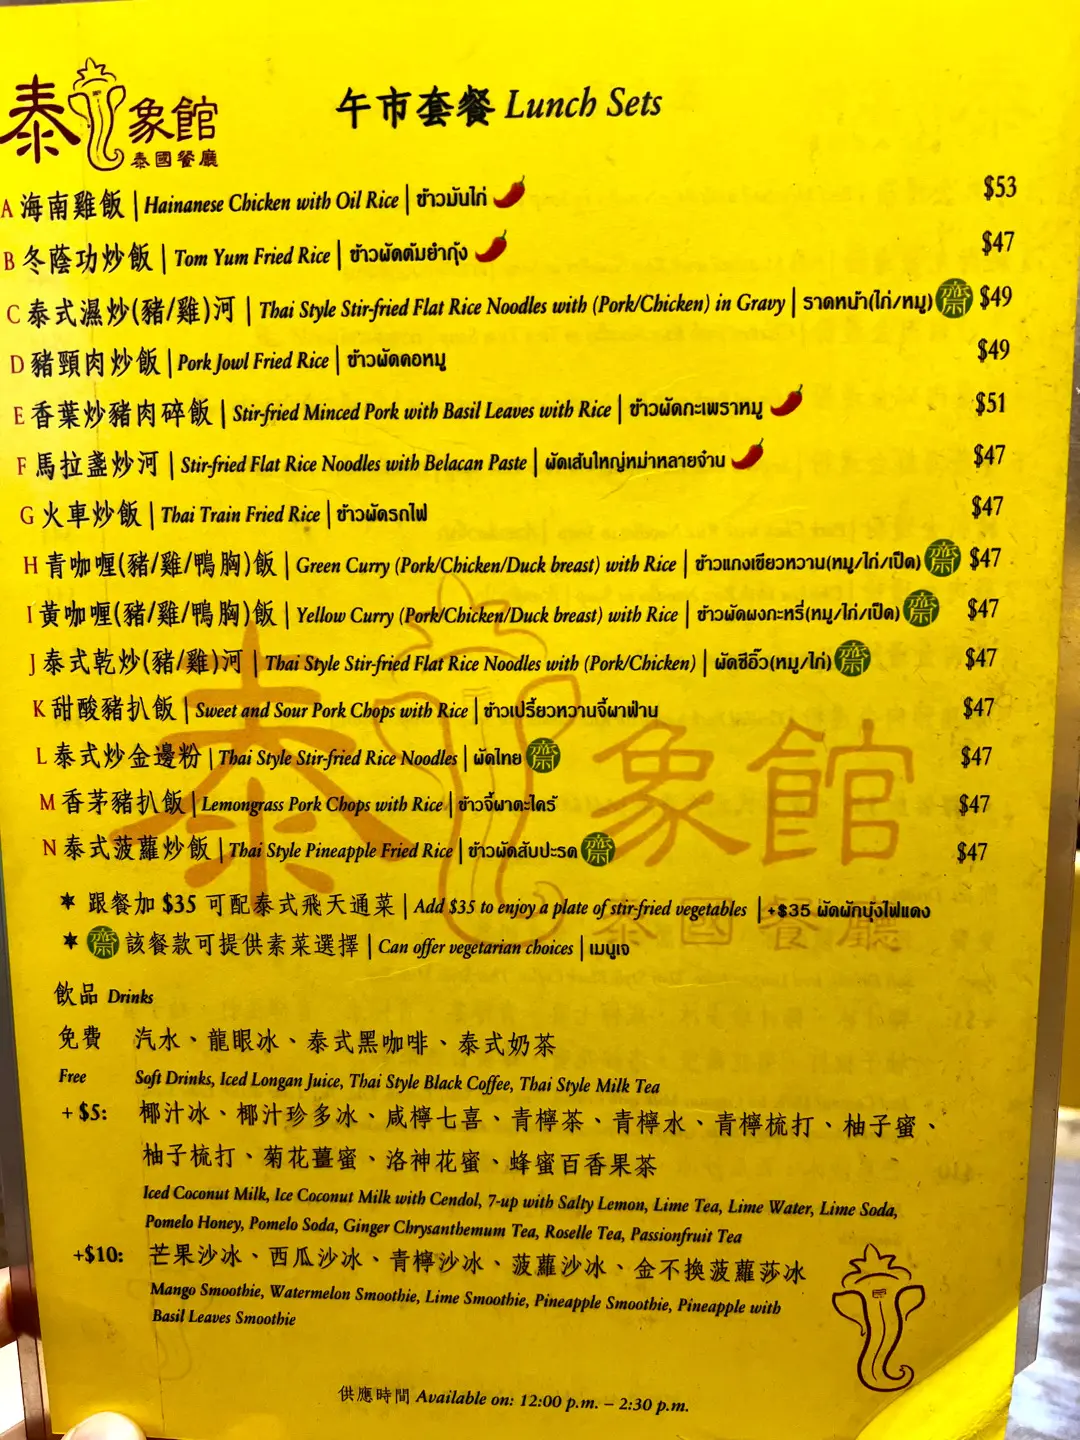 泰象館
泰國餐廳
午市套餐 Lunch Sets
A 海南雞飯 | Hainanese Chicken with Oil Rice | ข้าวมันไก่ $53
B 冬蔭功炒飯 | Tom Yum Fried Rice | ข้าวผัดต้มยำกุ้ง $47
C 泰式濕炒(豬/雞)河 | Thai Style Stir-fried Flat Rice Noodles with (Pork/Chicken) in Gravy | ราดหน้า(ไก่/หมู) 齋 $49
D 豬頸肉炒飯 | Pork Jowl Fried Rice | ข้าวผัดคอหมู $49
E 香葉炒豬肉碎飯 | Stir-fried Minced Pork with Basil Leaves with Rice | ข้าวผัดกะเพราหมู $51
F 馬拉盞炒河 | Stir-fried Flat Rice Noodles with Belacan Paste | ผัดเส้นใหญ่หม่าหลายจ๋าน $47
G 火車炒飯 | Thai Train Fried Rice | ข้าวผัดรถไฟ $47
H 青咖喱(豬/雞/鴨胸)飯 | Green Curry (Pork/Chicken/Duck breast) with Rice | ข้าวแกงเขียวหวาน(หมู/ไก่/เป็ด) 齋 $47
I 黃咖喱(豬/雞/鴨胸)飯 | Yellow Curry (Pork/Chicken/Duck breast) with Rice | ข้าวผัดผงกะหรี่(หมู/ไก่/เป็ด) 齋 $47
J 泰式乾炒(豬/雞)河 | Thai Style Stir-fried Flat Rice Noodles with (Pork/Chicken) | ผัดซีอิ๊ว(หมู/ไก่) 齋 $47
K 甜酸豬扒飯 | Sweet and Sour Pork Chops with Rice | ข้าวเปรี้ยวหวานจี้ผาฟ่าน $47
L 泰式炒金邊粉 | Thai Style Stir-fried Rice Noodles | ผัดไทย 齋 $47
M 香茅豬扒飯 | Lemongrass Pork Chops with Rice | ข้าวจี๊ผาตะไคร้ $47
N 泰式菠蘿炒飯 | Thai Style Pineapple Fried Rice | ข้าวผัดสับปะรด 齋 $47
泰象館
泰國餐廳
* 跟餐加 $35 可配泰式飛天通菜 | Add $35 to enjoy a plate of stir-fried vegetables | +$35 ผัดผักบุ้งไฟแดง
* 齋 該餐款可提供素菜選擇 | Can offer vegetarian choices | เมนูเจ
飲品 Drinks
免費 汽水、龍眼冰、泰式黑咖啡、泰式奶茶
Free Soft Drinks, Iced Longan Juice, Thai Style Black Coffee, Thai Style Milk Tea
+ $5: 椰汁冰、椰汁珍多冰、咸檸七喜、青檸茶、青檸水、青檸梳打、柚子蜜、
柚子梳打、菊花薑蜜、洛神花蜜、蜂蜜百香果茶
Iced Coconut Milk, Ice Coconut Milk with Cendol, 7-up with Salty Lemon, Lime Tea, Lime Water, Lime Soda,
Pomelo Honey, Pomelo Soda, Ginger Chrysanthemum Tea, Roselle Tea, Passionfruit Tea
+$10: 芒果沙冰、西瓜沙冰、青檸沙冰、菠蘿沙冰、金不換菠蘿莎冰
Mango Smoothie, Watermelon Smoothie, Lime Smoothie, Pineapple Smoothie, Pineapple with
Basil Leaves Smoothie
供應時間 Available on: 12:00 p.m. – 2:30 p.m.